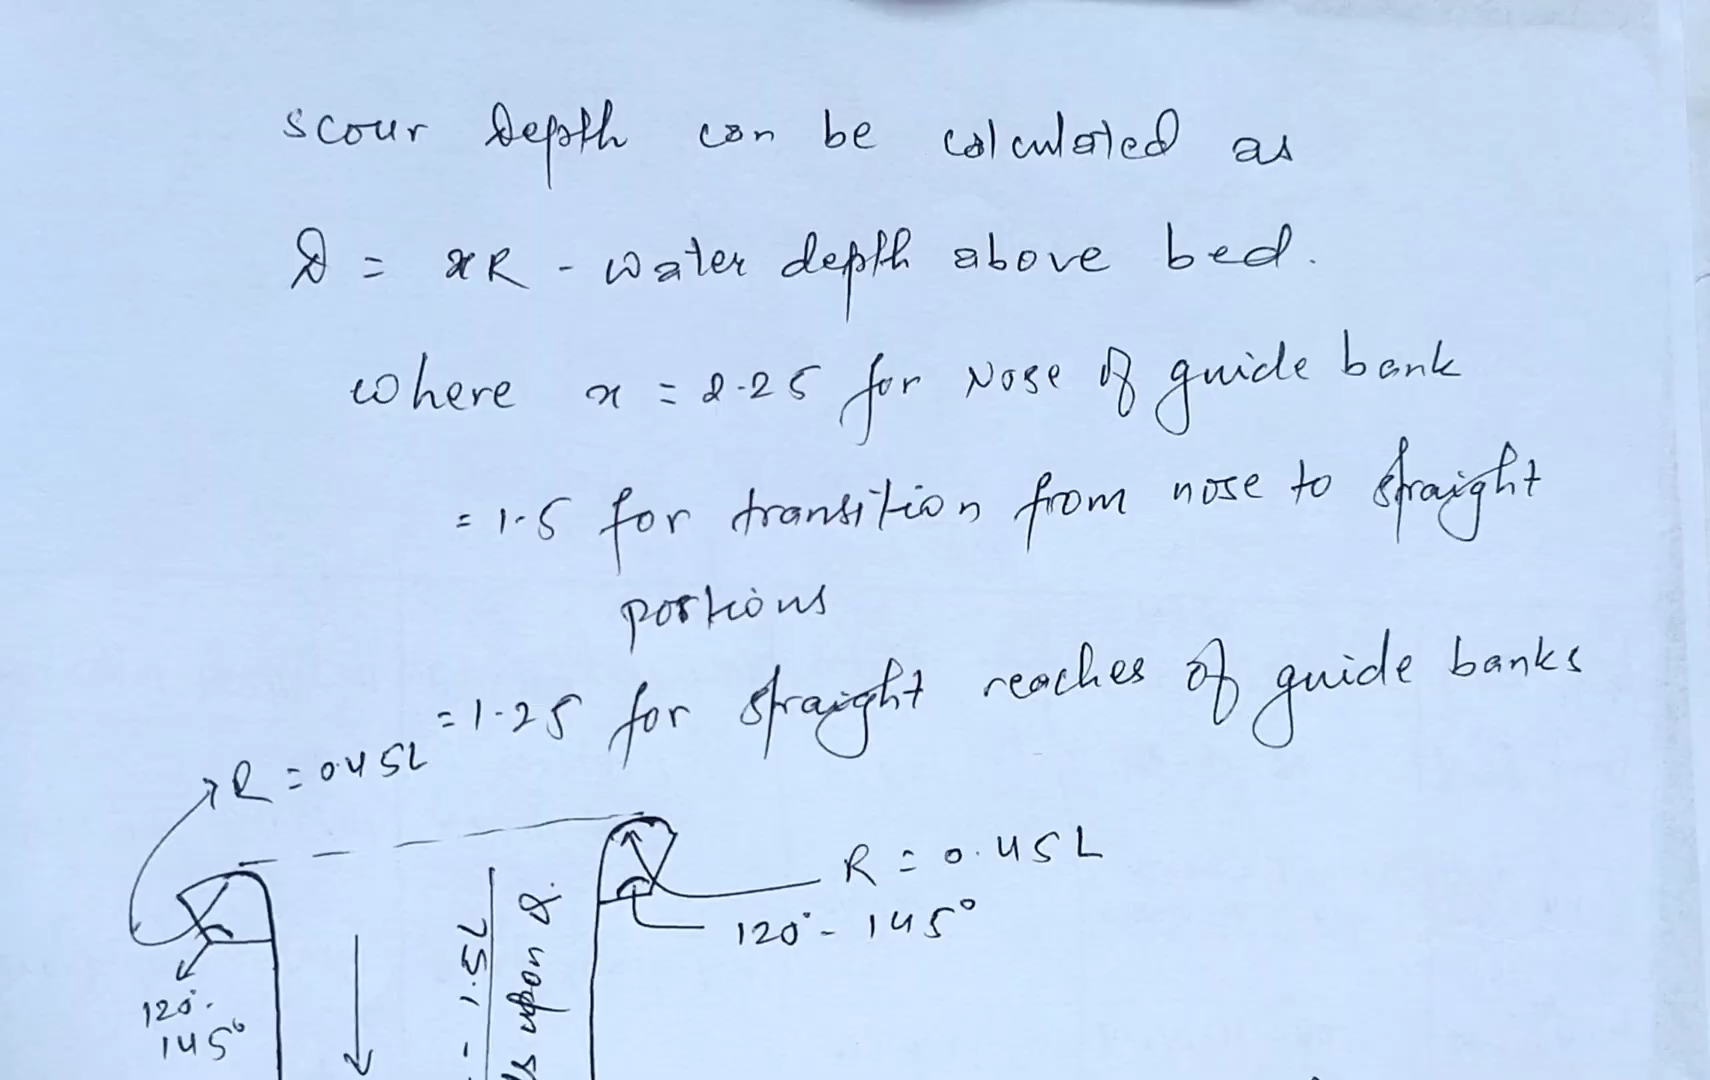 scour Depth can be calculated as
D = xR - water depth above bed.
where x = 2.25 for Nose of guide bank
= 1.5 for transition from nose to straight
portions
= 1.25 for straight reaches of guide banks
R = 0.45L
R = 0.45L
120° - 145°
120°-
145°
- 1.5L
upon Q.